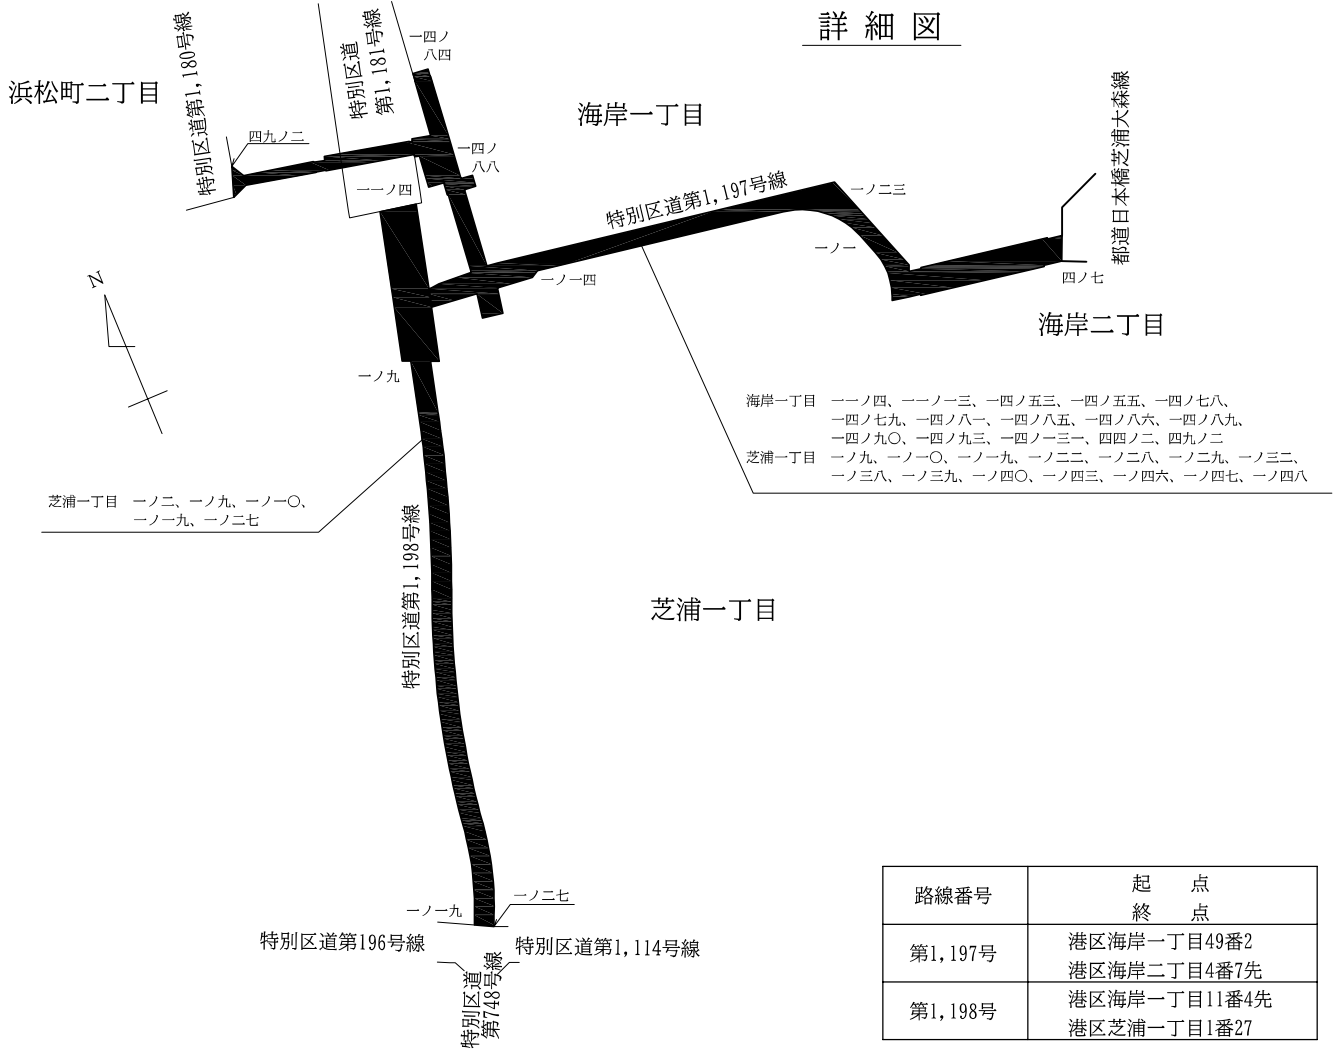 詳細図
浜松町二丁目
特別区道第1,180号線
特別区道
第1,181号線
一四ノ
八四
海岸一丁目
都道日本橋芝浦大森線
四九ノ二
一四ノ
八八
一一ノ四
特別区道第1,197号線
一ノ二三
一ノ一
一ノ一四
四ノ七
N
海岸二丁目
一ノ九
海岸一丁目 一一ノ四、一一ノ一三、一四ノ五三、一四ノ五五、一四ノ七八、
一四ノ七九、一四ノ八一、一四ノ八五、一四ノ八六、一四ノ八九、
一四ノ九〇、一四ノ九三、一四ノ一三一、四四ノ二、四九ノ二
芝浦一丁目 一ノ九、一ノ一〇、一ノ一九、一ノ二二、一ノ二八、一ノ二九、一ノ三二、
一ノ三八、一ノ三九、一ノ四〇、一ノ四三、一ノ四六、一ノ四七、一ノ四八
芝浦一丁目 一ノ二、一ノ九、一ノ一〇、
一ノ一九、一ノ二七
特別区道第1,198号線
芝浦一丁目
一ノ二七
一ノ一九
特別区道第196号線
特別区道第1,114号線
特別区道
第748号線
路線番号
起 点
終 点
第1,197号
港区海岸一丁目49番2
港区海岸二丁目4番7先
第1,198号
港区海岸一丁目11番4先
港区芝浦一丁目1番27